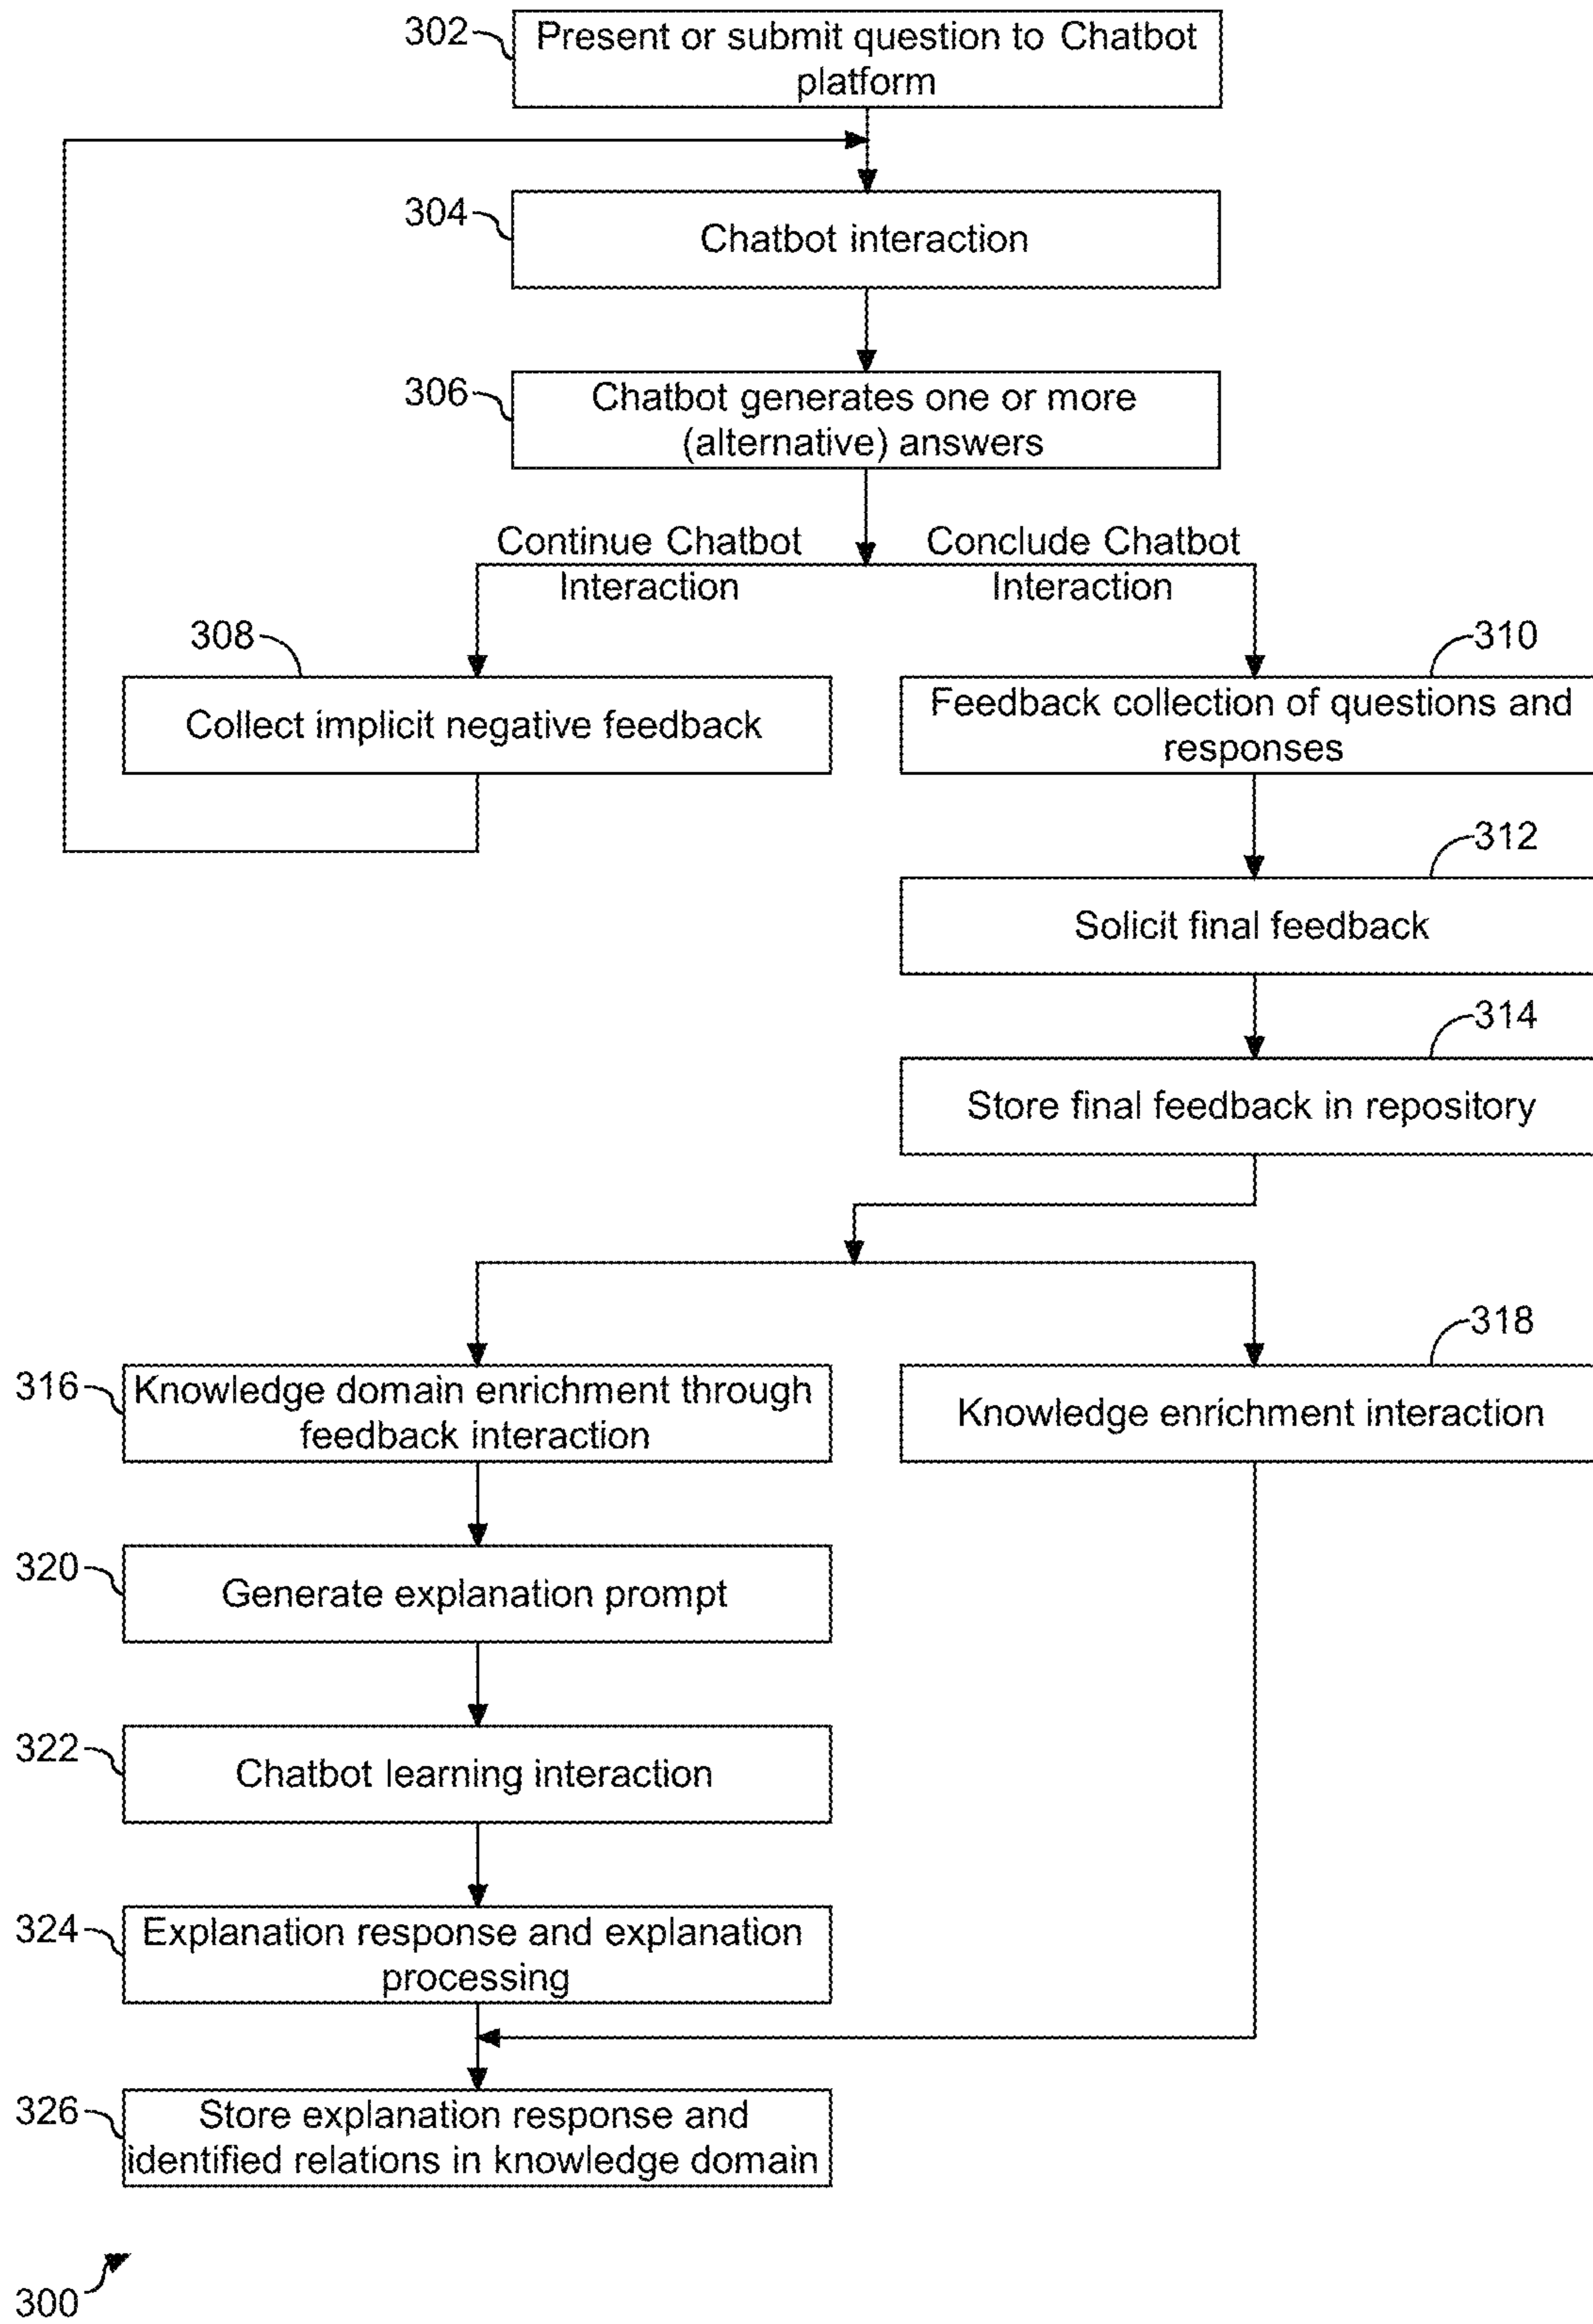 302
Present or submit question to Chatbot
platform
304
Chatbot interaction
306
Chatbot generates one or more
(alternative) answers
Continue Chatbot
Interaction
Conclude Chatbot
Interaction
308
Collect implicit negative feedback
310
Feedback collection of questions and
responses
312
Solicit final feedback
314
Store final feedback in repository
316
Knowledge domain enrichment through
feedback interaction
318
Knowledge enrichment interaction
320
Generate explanation prompt
322
Chatbot learning interaction
324
Explanation response and explanation
processing
326
Store explanation response and
identified relations in knowledge domain
300